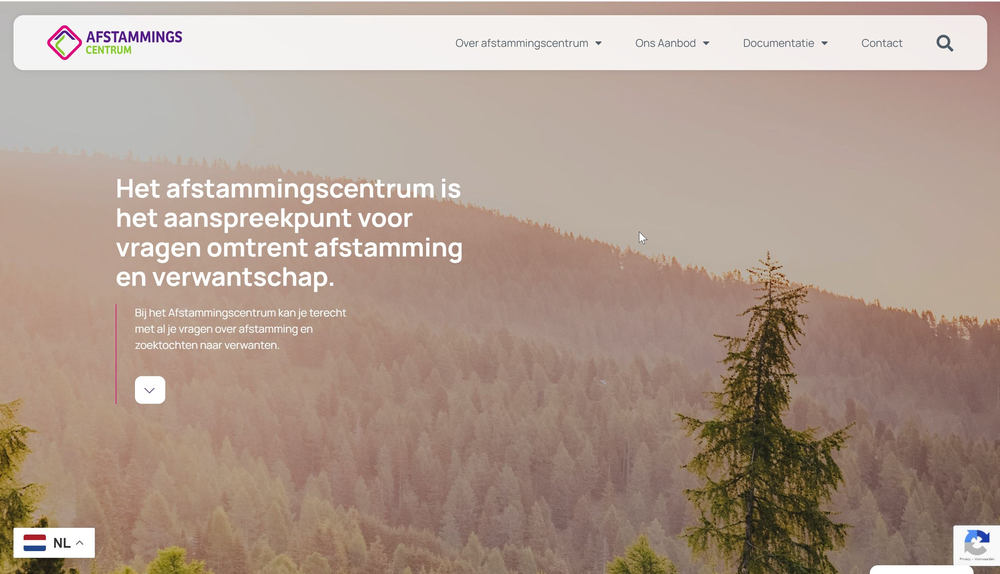 AFSTAMMINGS
CENTRUM
Over afstammingscentrum
Ons Aanbod
Documentatie
Contact
Het afstammingscentrum is
het aanspreekpunt voor
vragen omtrent afstamming
en verwantschap.
Bij het Afstammingscentrum kan je terecht
met al je vragen over afstamming en
zoektochten naar verwanten.
NL
Privacy - Voorwaarden